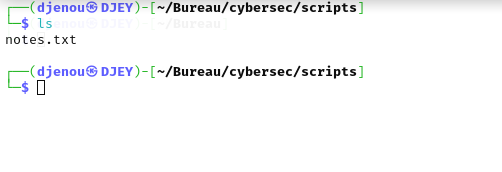 ┌──(djenou㉿DJEY)-[~/Bureau/cybersec/scripts]
└─$ ls
notes.txt
┌──(djenou㉿DJEY)-[~/Bureau/cybersec/scripts]
└─$